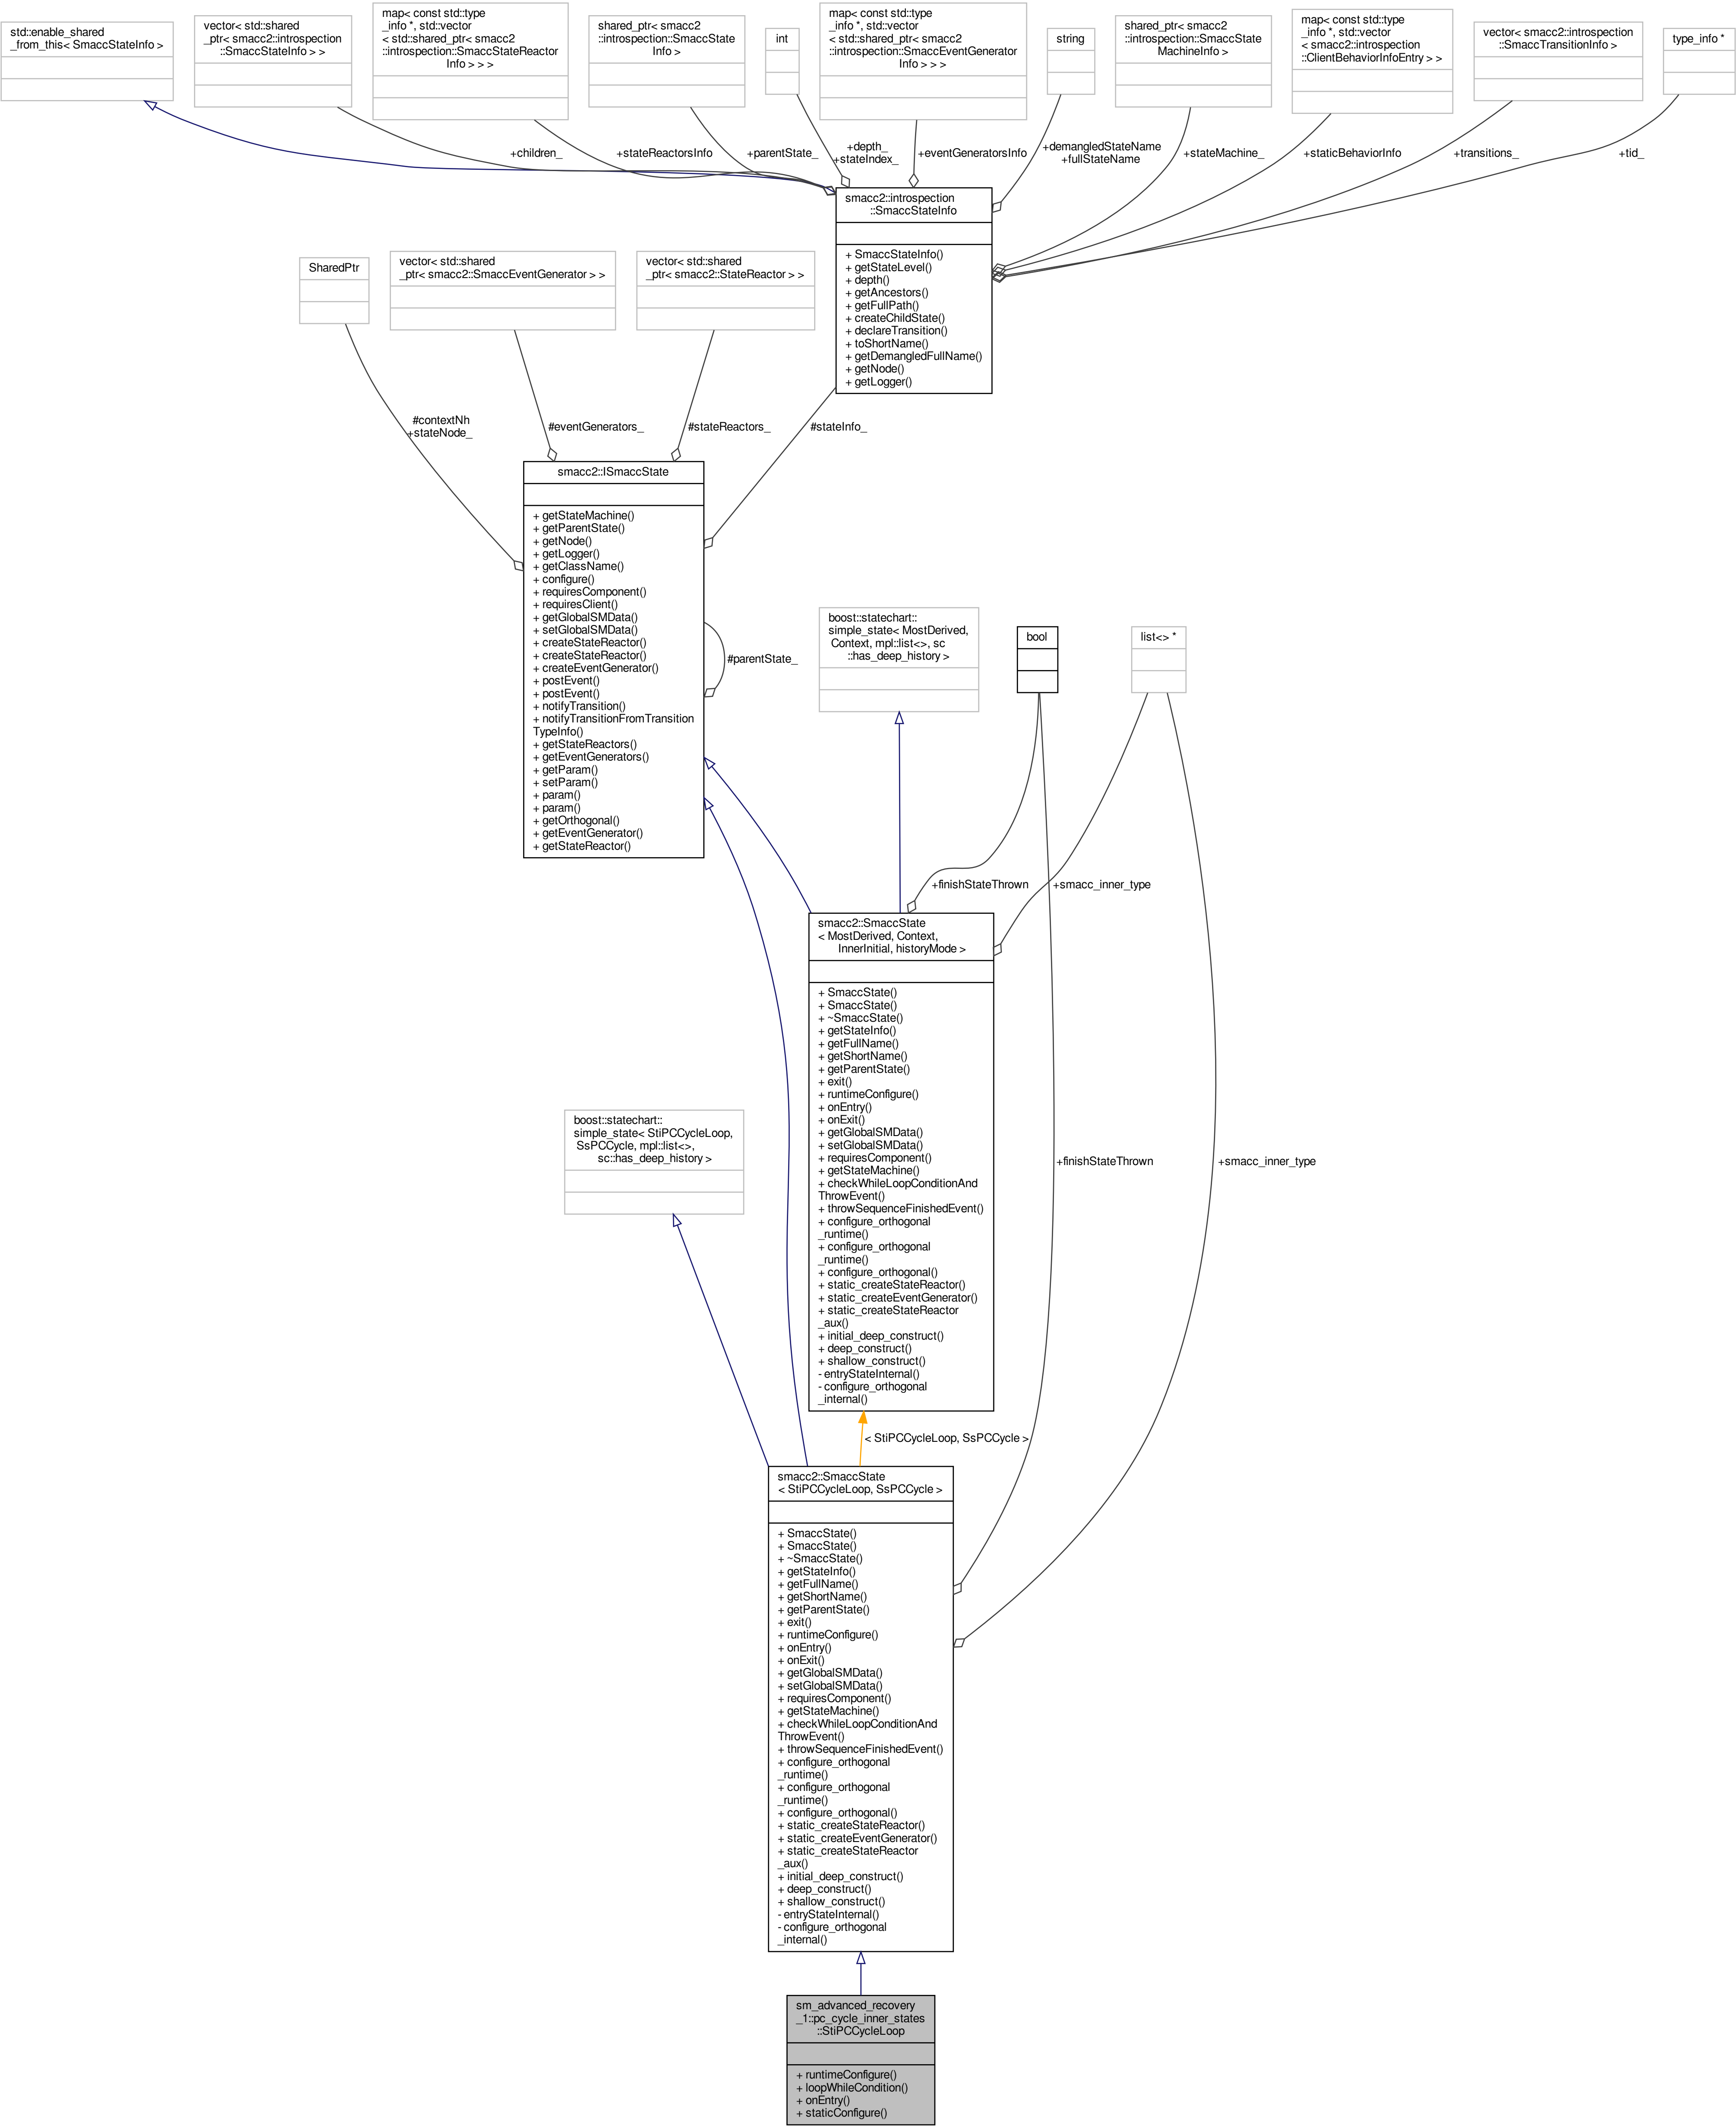 std::enable_shared
_from_this< SmaccStateInfo >
vector< std::shared
_ptr< smacc2::introspection
::SmaccStateInfo > >
map< const std::type
_info *, std::vector
< std::shared_ptr< smacc2
::introspection::SmaccStateReactor
Info > > >
shared_ptr< smacc2
::introspection::SmaccState
Info >
int
map< const std::type
_info *, std::vector
< std::shared_ptr< smacc2
::introspection::SmaccEventGenerator
Info > > >
string
shared_ptr< smacc2
::introspection::SmaccState
MachineInfo >
map< const std::type
_info *, std::vector
< smacc2::introspection
::ClientBehaviorInfoEntry > >
vector< smacc2::introspection
::SmaccTransitionInfo >
type_info *
+children_
+stateReactorsInfo
+parentState_
+depth_
+stateIndex_
+eventGeneratorsInfo
+demangledStateName
+fullStateName
+stateMachine_
+staticBehaviorInfo
+transitions_
+tid_
smacc2::introspection
::SmaccStateInfo
+ SmaccStateInfo()
+ getStateLevel()
+ depth()
+ getAncestors()
+ getFullPath()
+ createChildState()
+ declareTransition()
+ toShortName()
+ getDemangledFullName()
+ getNode()
+ getLogger()
SharedPtr
vector< std::shared
_ptr< smacc2::SmaccEventGenerator > >
vector< std::shared
_ptr< smacc2::StateReactor > >
#contextNh
+stateNode_
#eventGenerators_
#stateReactors_
#stateInfo_
smacc2::ISmaccState
+ getStateMachine()
+ getParentState()
+ getNode()
+ getLogger()
+ getClassName()
+ configure()
+ requiresComponent()
+ requiresClient()
+ getGlobalSMData()
+ setGlobalSMData()
+ createStateReactor()
+ createStateReactor()
+ createEventGenerator()
+ postEvent()
+ postEvent()
+ notifyTransition()
+ notifyTransitionFromTransition
TypeInfo()
+ getStateReactors()
+ getEventGenerators()
+ getParam()
+ setParam()
+ param()
+ param()
+ getOrthogonal()
+ getEventGenerator()
+ getStateReactor()
#parentState_
boost::statechart::
simple_state< MostDerived,
Context, mpl::list<>, sc
::has_deep_history >
bool
list<> *
+finishStateThrown
+smacc_inner_type
smacc2::SmaccState
< MostDerived, Context,
InnerInitial, historyMode >
+ SmaccState()
+ SmaccState()
+ ~SmaccState()
+ getStateInfo()
+ getFullName()
+ getShortName()
+ getParentState()
+ exit()
+ runtimeConfigure()
+ onEntry()
+ onExit()
+ getGlobalSMData()
+ setGlobalSMData()
+ requiresComponent()
+ getStateMachine()
+ checkWhileLoopConditionAnd
ThrowEvent()
+ throwSequenceFinishedEvent()
+ configure_orthogonal
_runtime()
+ configure_orthogonal
_runtime()
+ configure_orthogonal()
+ static_createStateReactor()
+ static_createEventGenerator()
+ static_createStateReactor
_aux()
+ initial_deep_construct()
+ deep_construct()
+ shallow_construct()
- entryStateInternal()
- configure_orthogonal
_internal()
boost::statechart::
simple_state< StiPCCycleLoop,
SsPCCycle, mpl::list<>,
sc::has_deep_history >
+finishStateThrown
+smacc_inner_type
< StiPCCycleLoop, SsPCCycle >
smacc2::SmaccState
< StiPCCycleLoop, SsPCCycle >
+ SmaccState()
+ SmaccState()
+ ~SmaccState()
+ getStateInfo()
+ getFullName()
+ getShortName()
+ getParentState()
+ exit()
+ runtimeConfigure()
+ onEntry()
+ onExit()
+ getGlobalSMData()
+ setGlobalSMData()
+ requiresComponent()
+ getStateMachine()
+ checkWhileLoopConditionAnd
ThrowEvent()
+ throwSequenceFinishedEvent()
+ configure_orthogonal
_runtime()
+ configure_orthogonal
_runtime()
+ configure_orthogonal()
+ static_createStateReactor()
+ static_createEventGenerator()
+ static_createStateReactor
_aux()
+ initial_deep_construct()
+ deep_construct()
+ shallow_construct()
- entryStateInternal()
- configure_orthogonal
_internal()
sm_advanced_recovery
_1::pc_cycle_inner_states
::StiPCCycleLoop
+ runtimeConfigure()
+ loopWhileCondition()
+ onEntry()
+ staticConfigure()